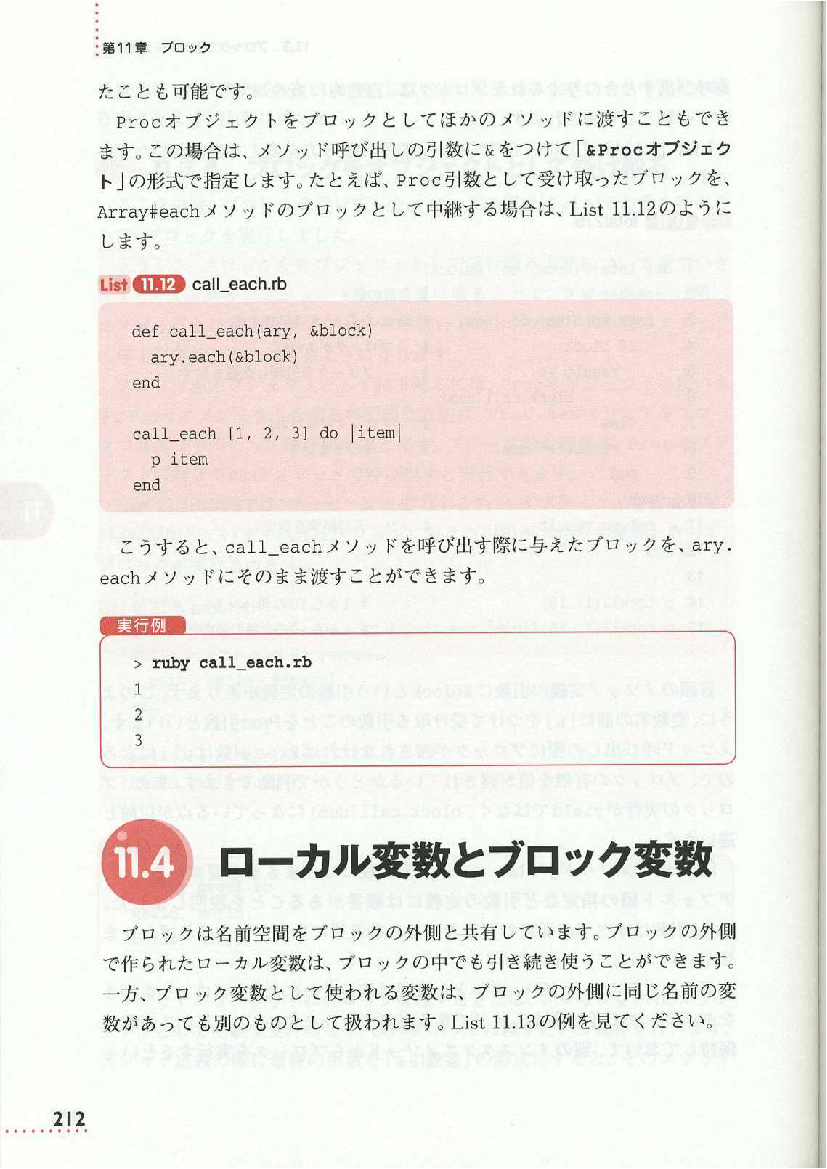 第11章 ブロック
たことも可能です。
Procオブジェクトをブロックとしてほかのメソッドに渡すこともでき
ます。この場合は、メソッド呼び出しの引数に&をつけて「&Procオブジェク
ト」の形式で指定します。たとえば、Proc引数として受け取ったブロックを、
Array#eachメソッドのブロックとして中継する場合は、List 11.12のように
します。
List 11.12 call_each.rb
def call_each(ary, &block)
  ary.each(&block)
end
call_each [1, 2, 3] do |item|
  p item
end
こうすると、call_eachメソッドを呼び出す際に与えたブロックを、ary.
eachメソッドにそのまま渡すことができます。
実行例
> ruby call_each.rb
1
2
3
11.4 ローカル変数とブロック変数
ブロックは名前空間をブロックの外側と共有しています。ブロックの外側
で作られたローカル変数は、ブロックの中でも引き続き使うことができます。
一方、ブロック変数として使われる変数は、ブロックの外側に同じ名前の変
数があっても別のものとして扱われます。List 11.13の例を見てください。
212